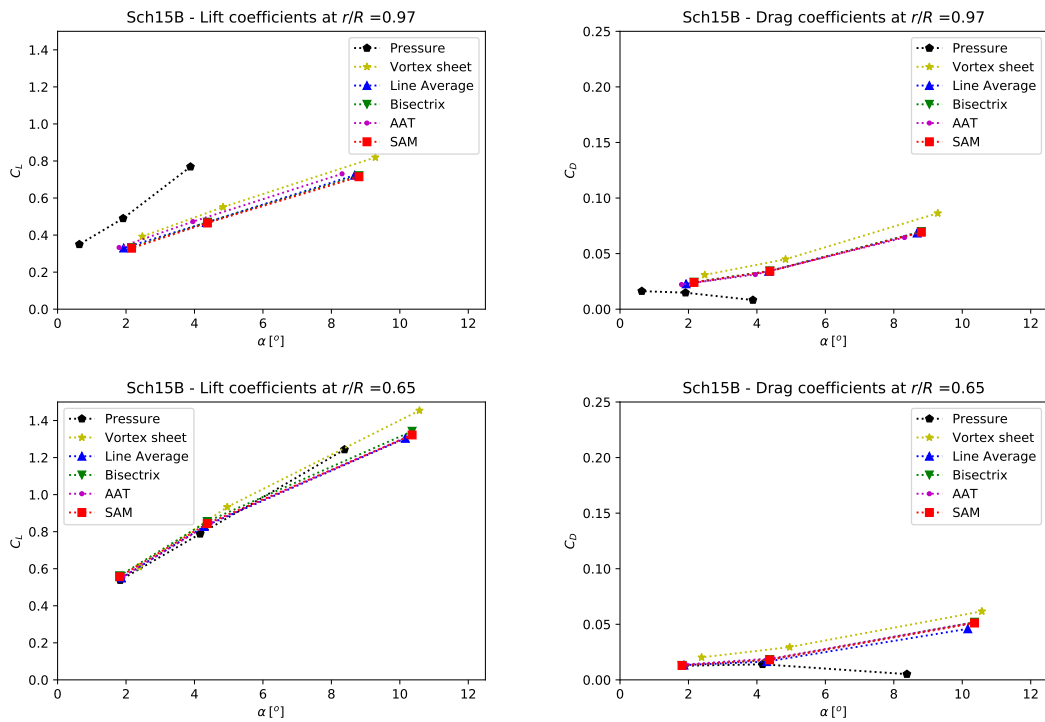 Sch15B - Lift coefficients at r/R =0.97
1.4
1.2
1.0
0.8
0.6
0.4
0.2
0.0
C_L
0 2 4 6 8 10 12
α [°]
Pressure
Vortex sheet
Line Average
Bisectrix
AAT
SAM
Sch15B - Drag coefficients at r/R =0.97
0.25
0.20
0.15
0.10
0.05
0.00
C_D
0 2 4 6 8 10 12
α [°]
Pressure
Vortex sheet
Line Average
Bisectrix
AAT
SAM
Sch15B - Lift coefficients at r/R =0.65
1.4
1.2
1.0
0.8
0.6
0.4
0.2
0.0
C_L
0 2 4 6 8 10 12
α [°]
Pressure
Vortex sheet
Line Average
Bisectrix
AAT
SAM
Sch15B - Drag coefficients at r/R =0.65
0.25
0.20
0.15
0.10
0.05
0.00
C_D
0 2 4 6 8 10 12
α [°]
Pressure
Vortex sheet
Line Average
Bisectrix
AAT
SAM